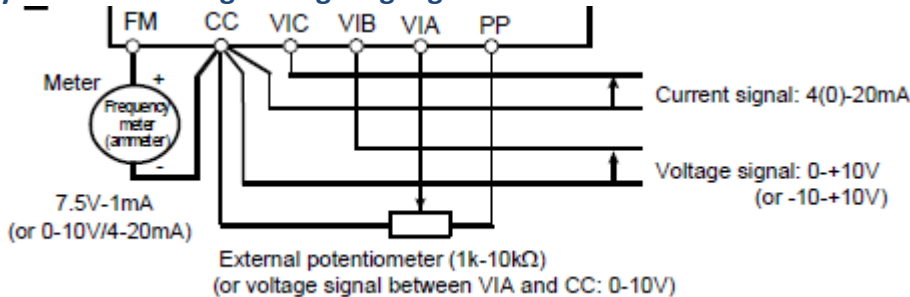 FM CC VIC VIB VIA PP
Meter
+
Frequency
meter
(ammeter)
-
7.5V-1mA
(or 0-10V/4-20mA)
Current signal: 4(0)-20mA
Voltage signal: 0-+10V
(or -10-+10V)
External potentiometer (1k-10kΩ)
(or voltage signal between VIA and CC: 0-10V)